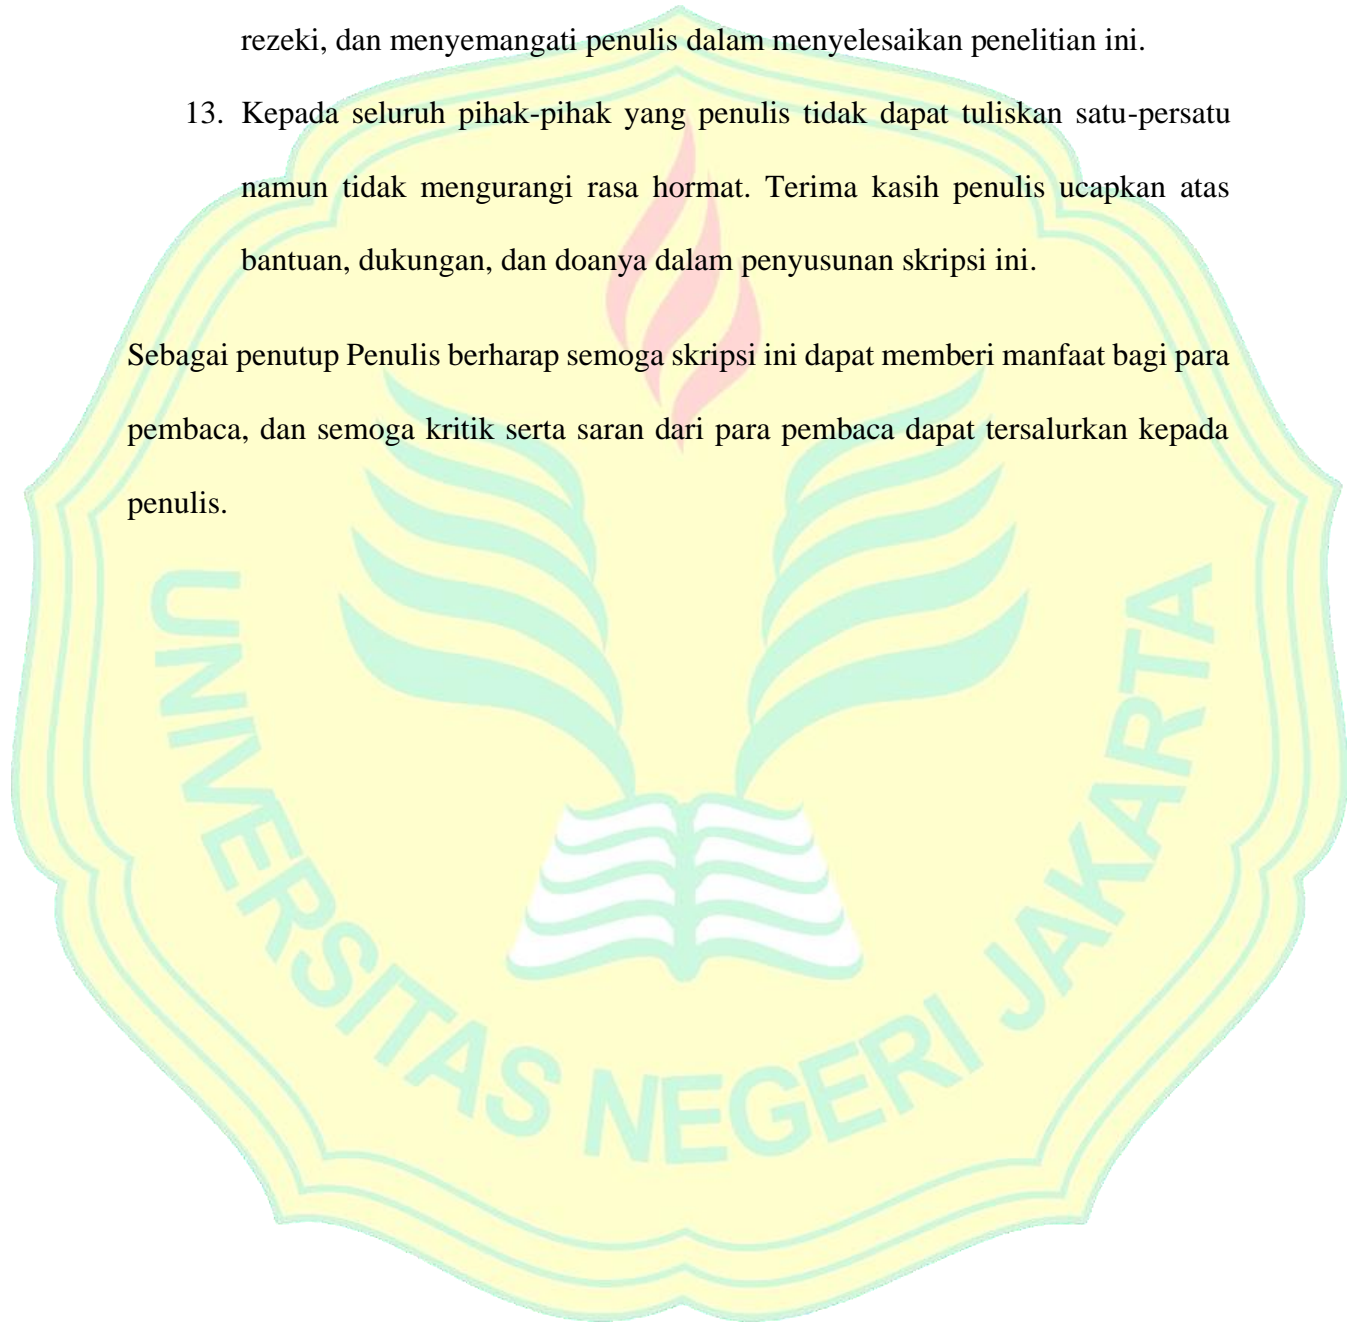 rezeki, dan menyemangati penulis dalam menyelesaikan penelitian ini.
13. Kepada seluruh pihak-pihak yang penulis tidak dapat tuliskan satu-persatu
namun tidak mengurangi rasa hormat. Terima kasih penulis ucapkan atas
bantuan, dukungan, dan doanya dalam penyusunan skripsi ini.
Sebagai penutup Penulis berharap semoga skripsi ini dapat memberi manfaat bagi para
pembaca, dan semoga kritik serta saran dari para pembaca dapat tersalurkan kepada
penulis.
UNIVERSITAS NEGERI JAKARTA